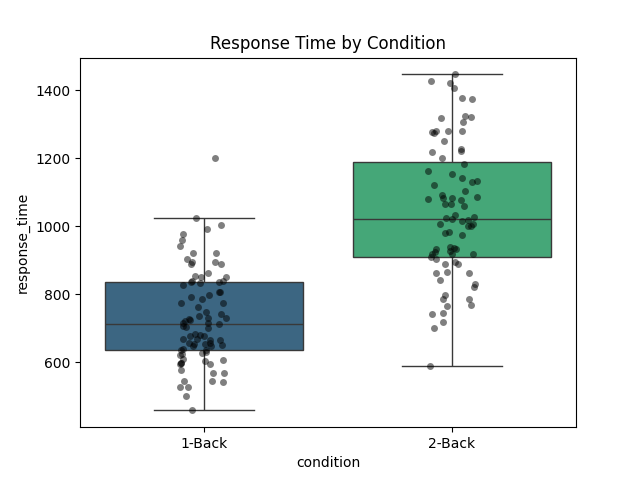 Response Time by Condition
response_time
1400
1200
1000
800
600
1-Back
2-Back
condition